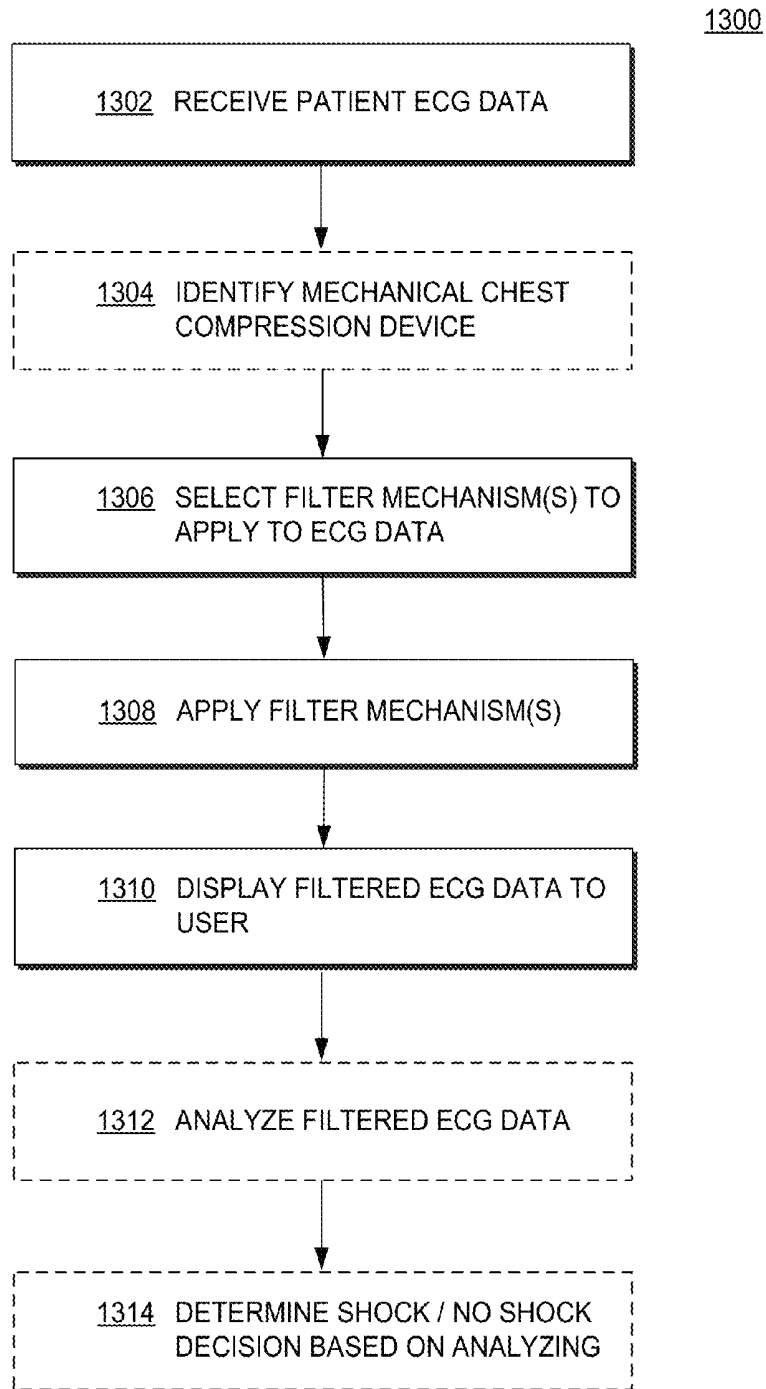 1300
1302 RECEIVE PATIENT ECG DATA
1304 IDENTIFY MECHANICAL CHEST
COMPRESSION DEVICE
1306 SELECT FILTER MECHANISM(S) TO
APPLY TO ECG DATA
1308 APPLY FILTER MECHANISM(S)
1310 DISPLAY FILTERED ECG DATA TO
USER
1312 ANALYZE FILTERED ECG DATA
1314 DETERMINE SHOCK / NO SHOCK
DECISION BASED ON ANALYZING